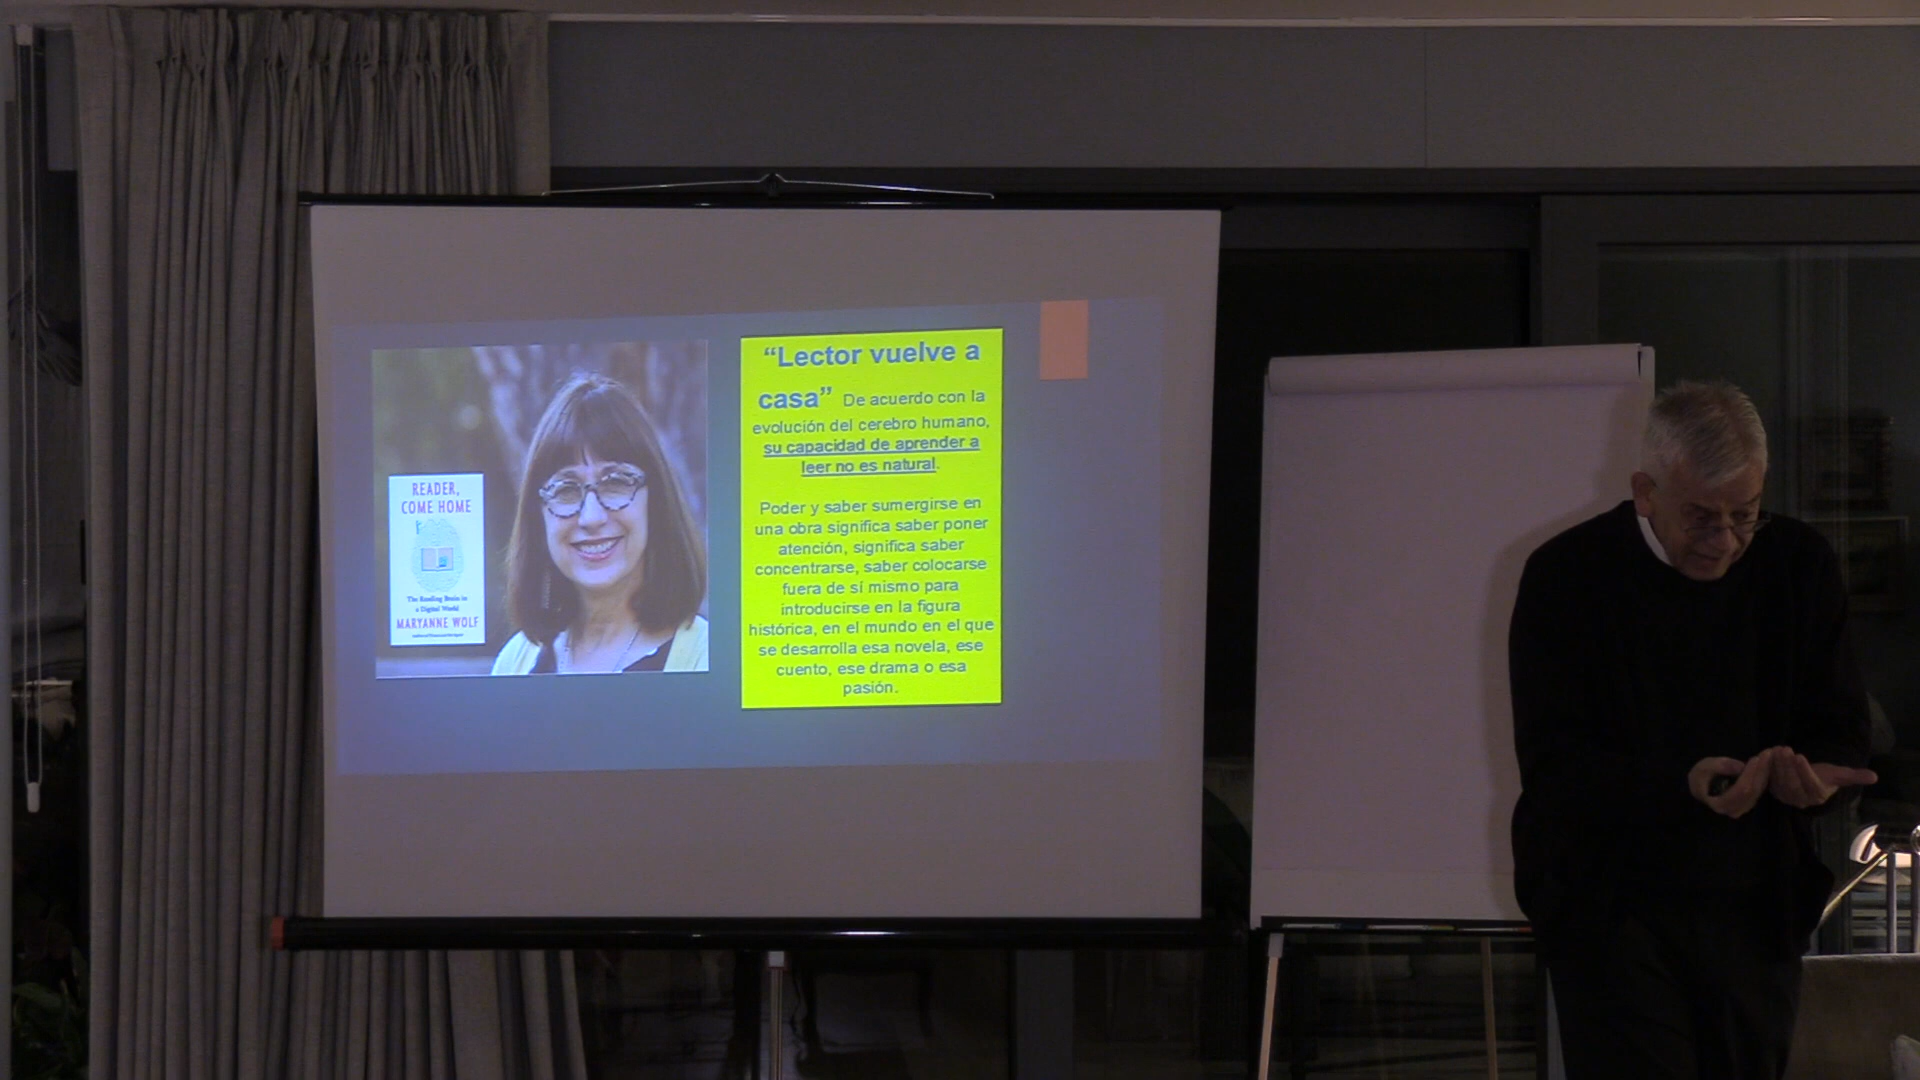 READER,
COME HOME
The Reading Brain in
a Digital World
MARYANNE WOLF
“Lector vuelve a
casa” De acuerdo con la
evolución del cerebro humano,
su capacidad de aprender a
leer no es natural.
Poder y saber sumergirse en
una obra significa saber poner
atención, significa saber
concentrarse, saber colocarse
fuera de sí mismo para
introducirse en la figura
histórica, en el mundo en el que
se desarrolla esa novela, ese
cuento, ese drama o esa
pasión.